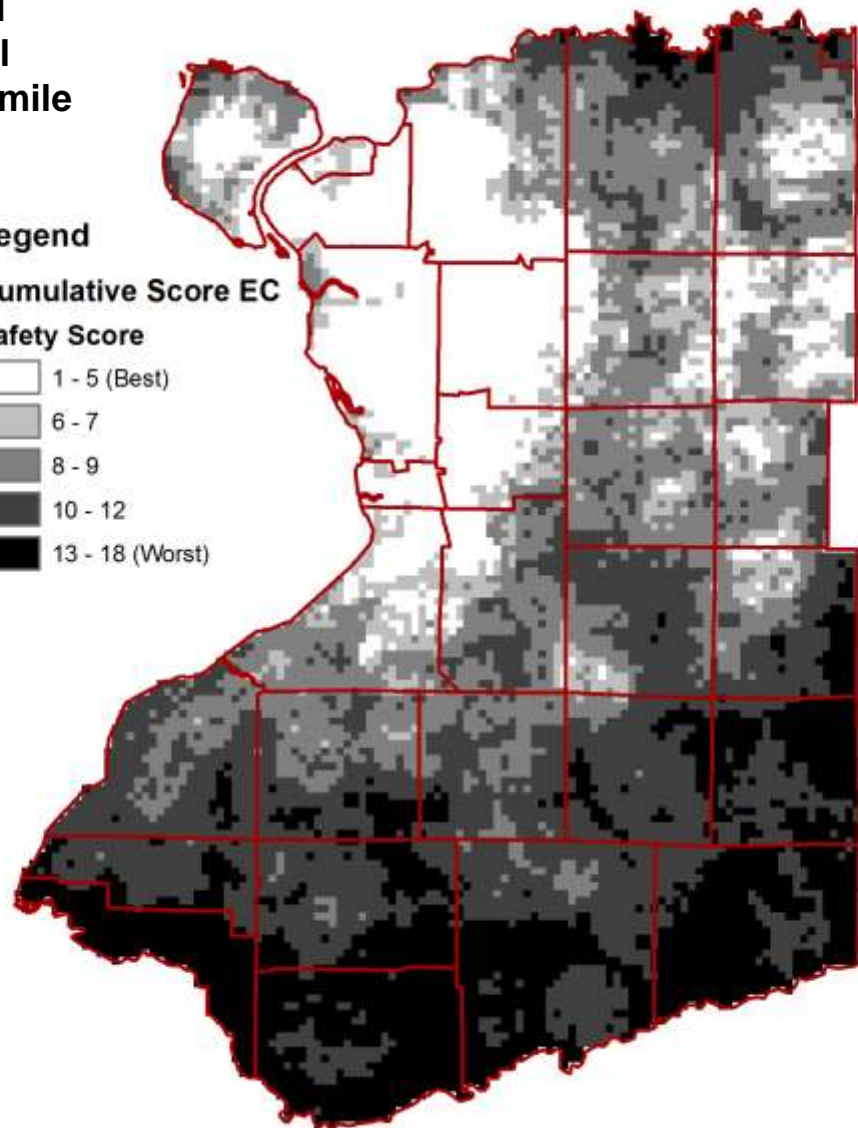 l
l
mile
egend
umulative Score EC
afety Score
1 - 5 (Best)
6 - 7
8 - 9
10 - 12
13 - 18 (Worst)